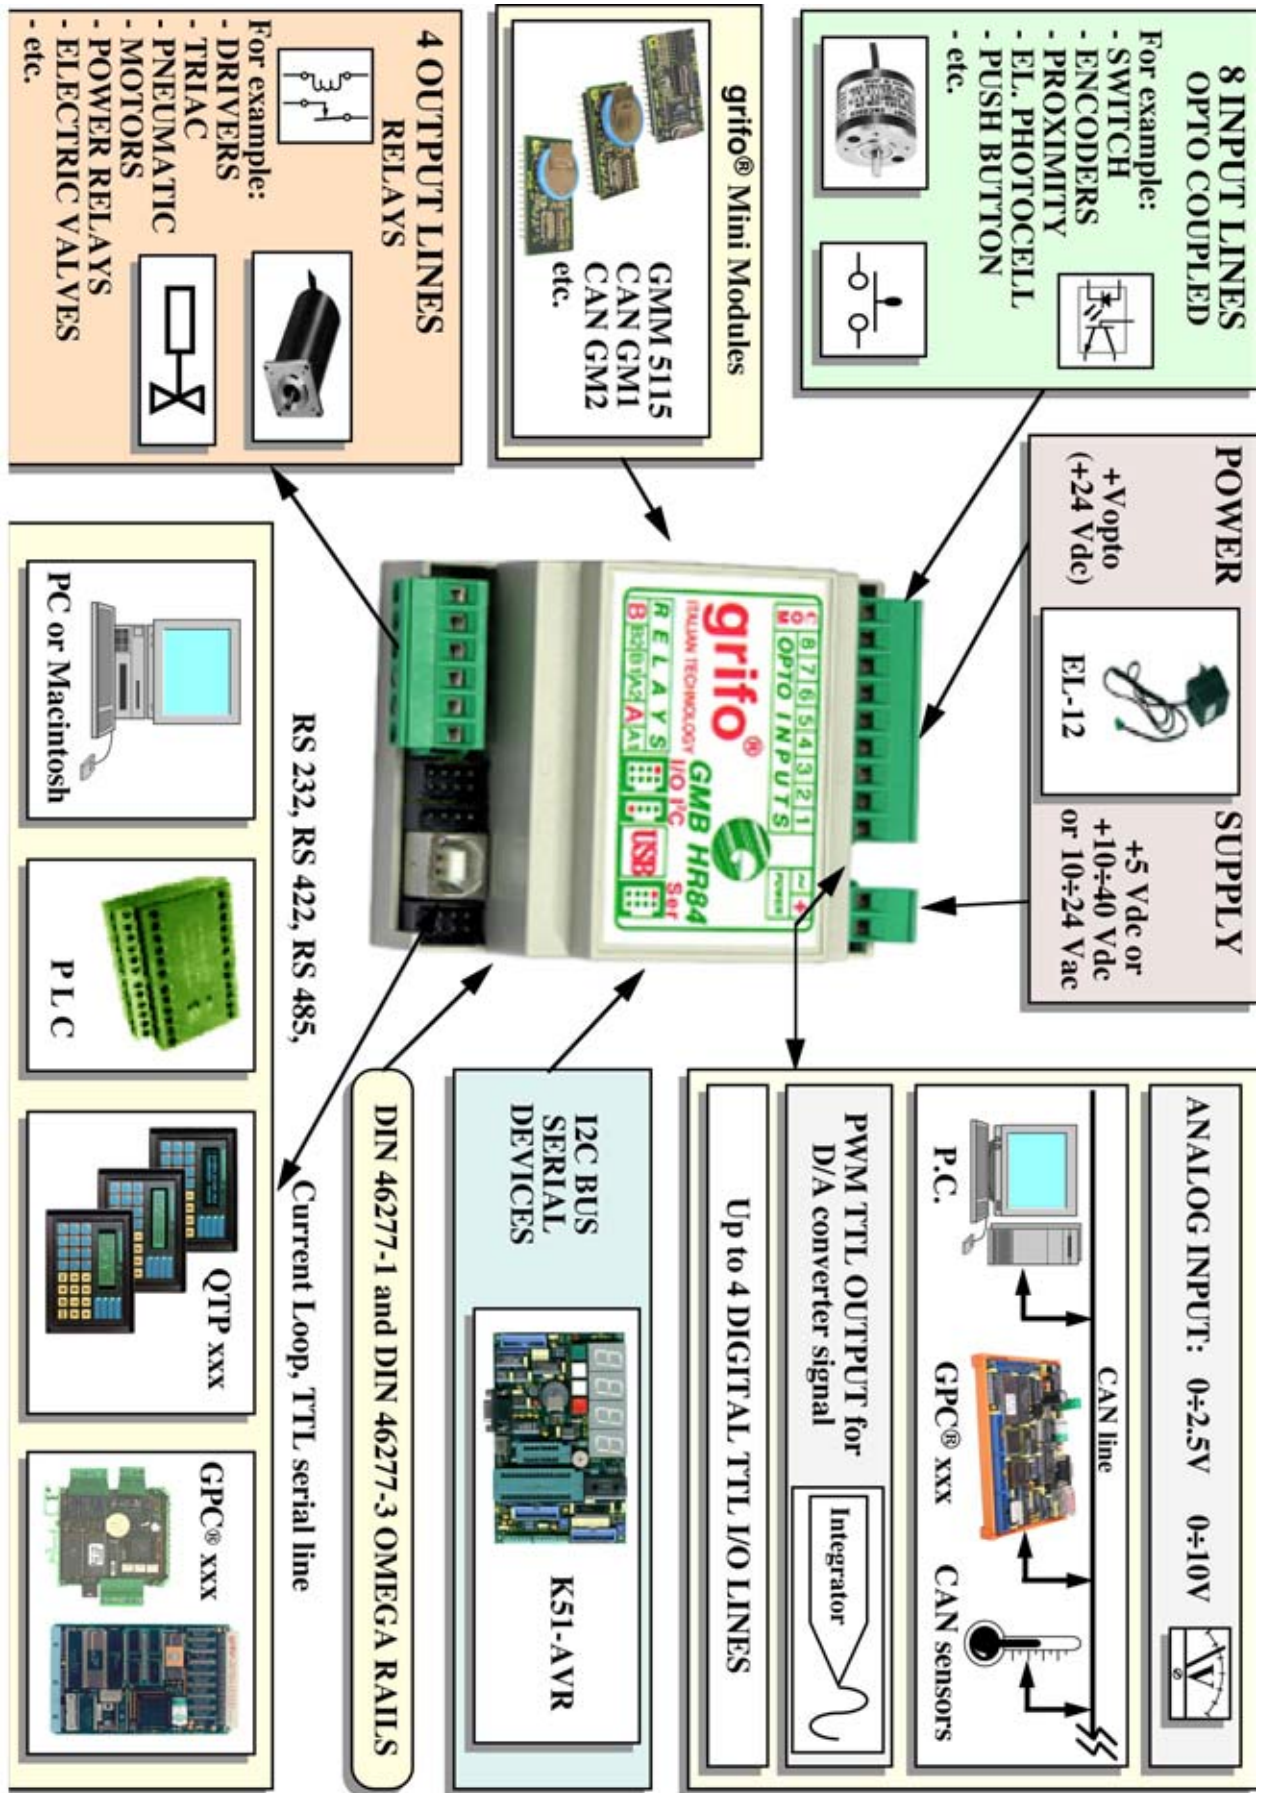 8 INPUT LINES
OPTO COUPLED
For example:
- SWITCH
- ENCODERS
- PROXIMITY
- EL. PHOTOCELL
- PUSH BUTTON
- etc.
POWER SUPPLY
+Vopto
(+24 Vdc)
EL-12
+5 Vdc or
+10÷40 Vdc
or 10÷24 Vac
ANALOG INPUT: 0÷2.5V 0÷10V
V
CAN line
P.C.
GPC® xxx
CAN sensors
PWM TTL OUTPUT for
D/A converter signal
Integrator
Up to 4 DIGITAL TTL I/O LINES
grifo® Mini Modules
GMM 5115
CAN GM1
CAN GM2
etc.
COM 8 7 6 5 4 3 2 1
OPTO INPUTS
~ +
POWER
grifo®
ITALIAN TECHNOLOGY
GMB HR84
RELAYS
B B2 B1 A2 A A1
I/O I²C USB Ser
I2C BUS
SERIAL
DEVICES
K51-AVR
DIN 46277-1 and DIN 46277-3 OMEGA RAILS
4 OUTPUT LINES
RELAYS
For example:
- DRIVERS
- TRIAC
- PNEUMATIC
- MOTORS
- POWER RELAYS
- ELECTRIC VALVES
- etc.
RS 232, RS 422, RS 485,
Current Loop, TTL serial line
PC or Macintosh
P L C
QTP xxx
GPC® xxx